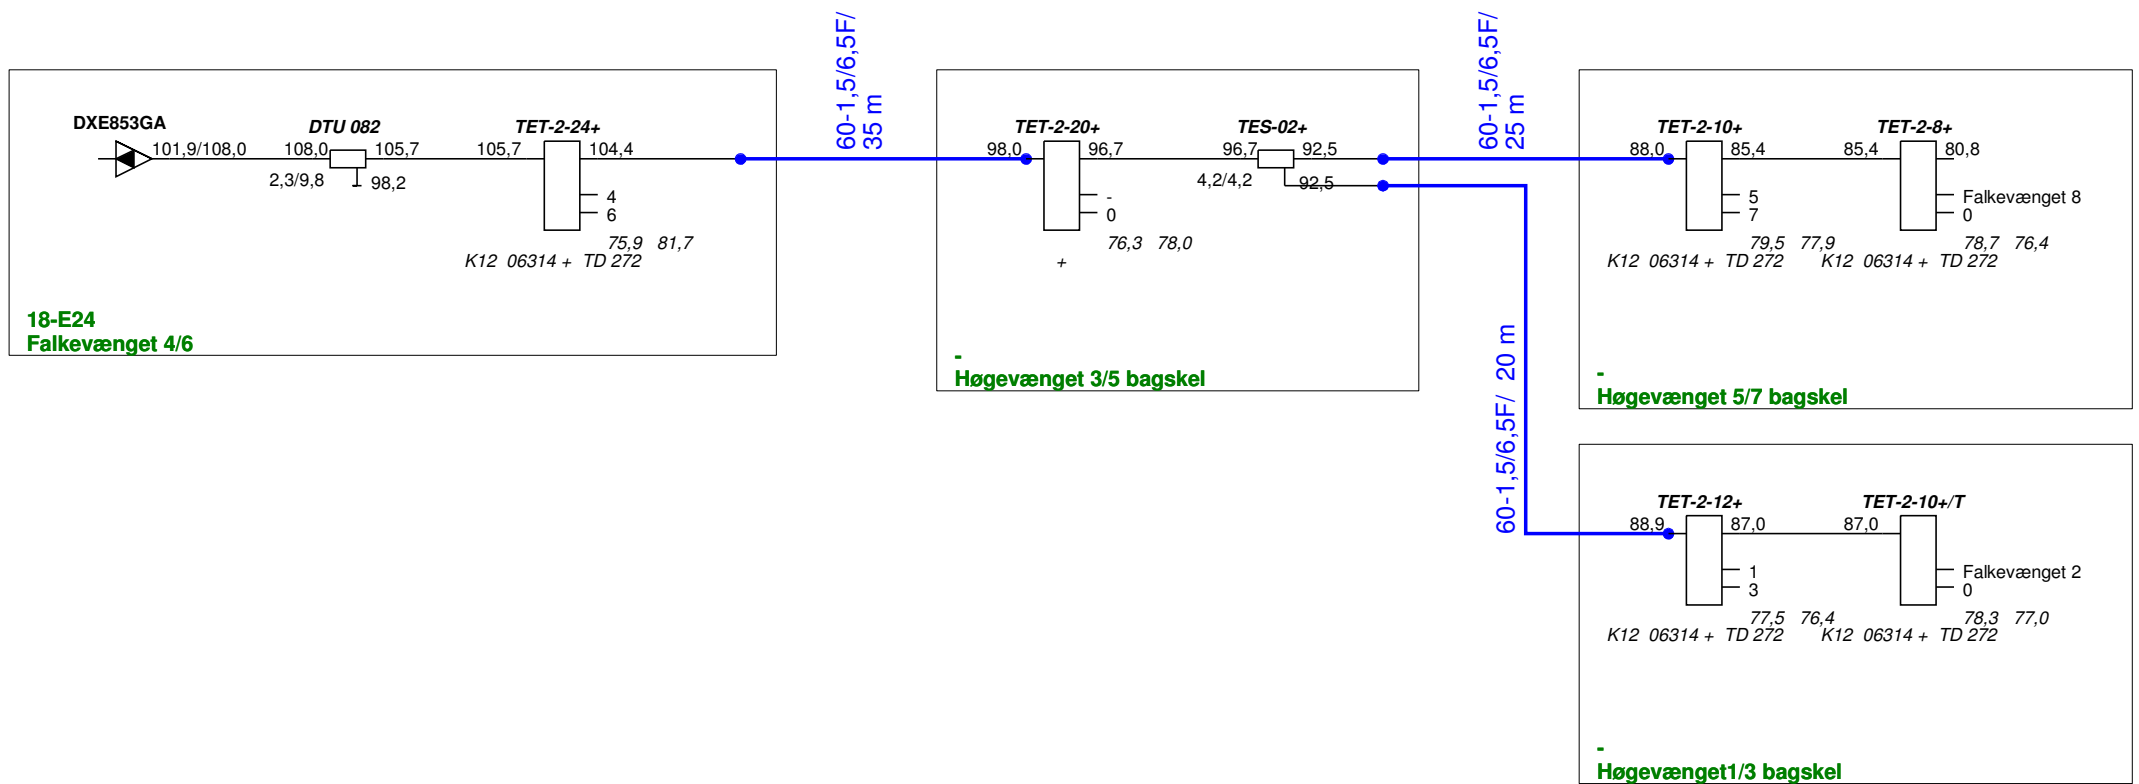 60-1,5/6,5F/
35 m
60-1,5/6,5F/
25 m
DXE853GA
101,9/108,0
DTU 082
108,0
105,7
2,3/9,8
98,2
TET-2-24+
105,7
104,4
4
6
75,9 81,7
K12 06314 + TD 272
18-E24
Falkevænget 4/6
TET-2-20+
98,0
96,7
-
0
76,3 78,0
+
TES-02+
96,7
92,5
4,2/4,2
92,5
-
Høgevænget 3/5 bagskel
TET-2-10+
88,0
85,4
5
7
79,5 77,9
K12 06314 + TD 272
TET-2-8+
85,4
80,8
Falkevænget 8
0
78,7 76,4
K12 06314 + TD 272
-
Høgevænget 5/7 bagskel
60-1,5/6,5F/ 20 m
TET-2-12+
88,9
87,0
1
3
77,5 76,4
K12 06314 + TD 272
TET-2-10+/T
87,0
Falkevænget 2
0
78,3 77,0
K12 06314 + TD 272
-
Høgevænget1/3 bagskel